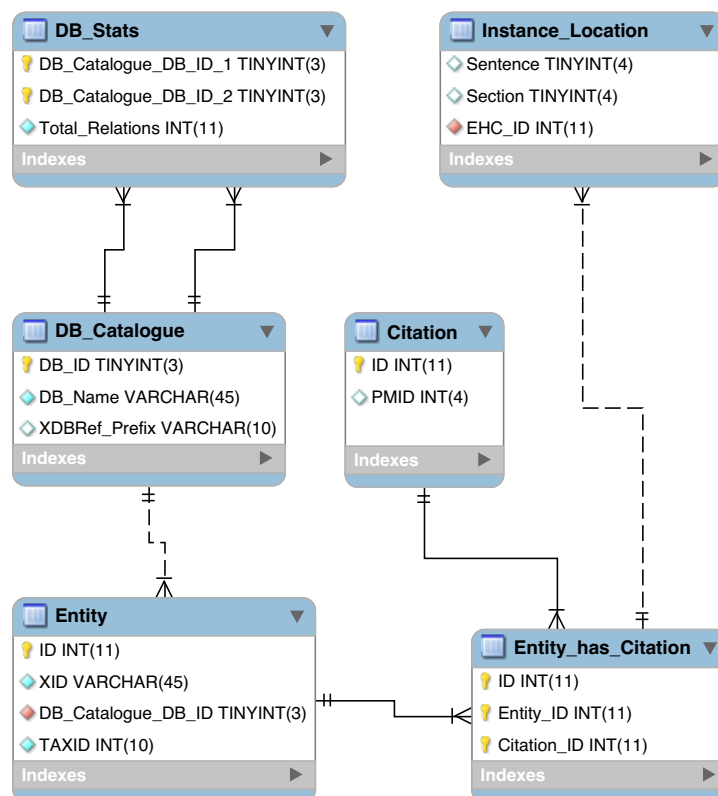 DB_Stats
DB_Catalogue_DB_ID_1 TINYINT(3)
DB_Catalogue_DB_ID_2 TINYINT(3)
Total_Relations INT(11)
Indexes
Instance_Location
Sentence TINYINT(4)
Section TINYINT(4)
EHC_ID INT(11)
Indexes
DB_Catalogue
DB_ID TINYINT(3)
DB_Name VARCHAR(45)
XDBRef_Prefix VARCHAR(10)
Indexes
Citation
ID INT(11)
PMID INT(4)
Indexes
Entity
ID INT(11)
XID VARCHAR(45)
DB_Catalogue_DB_ID TINYINT(3)
TAXID INT(10)
Indexes
Entity_has_Citation
ID INT(11)
Entity_ID INT(11)
Citation_ID INT(11)
Indexes